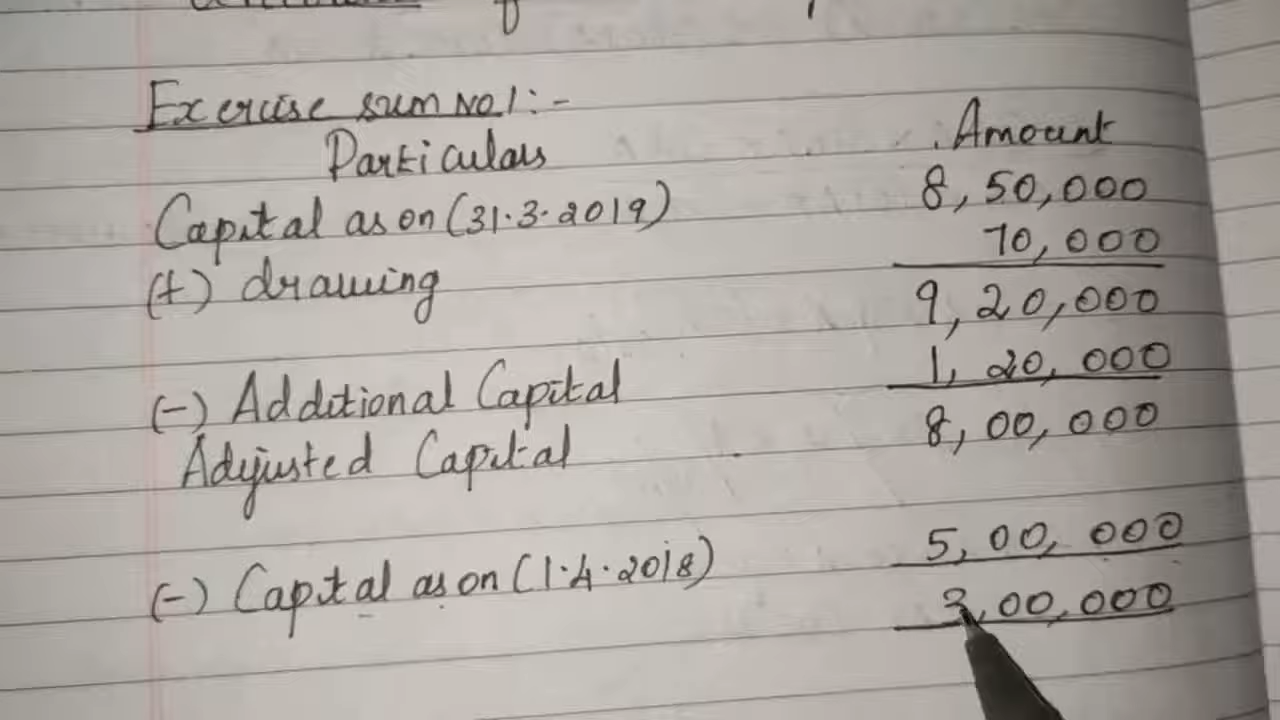 Exercise sum No 1:-
Particulars Amount
Capital as on (31.3.2019) 8,50,000
(+) drawing 70,000
9,20,000
(-) Additional Capital 1,20,000
Adjusted Capital 8,00,000
(-) Capital as on (1.4.2018) 5,00,000
3,00,000